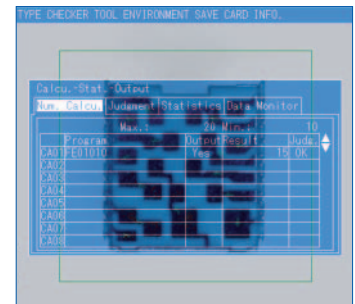 TYPE CHECKER TOOL ENVIRONMENT SAVE CARD INFO.
Calcu.-Stat. -Output
Num. Calcu. Judgment Statistics Data Monitor
Max.: 20 Min.: 10
Program Output Result Judg.
CA01 FE01010 Yes 15 OK
CA02
CA03
CA04
CA05
CA06
CA07
CA08